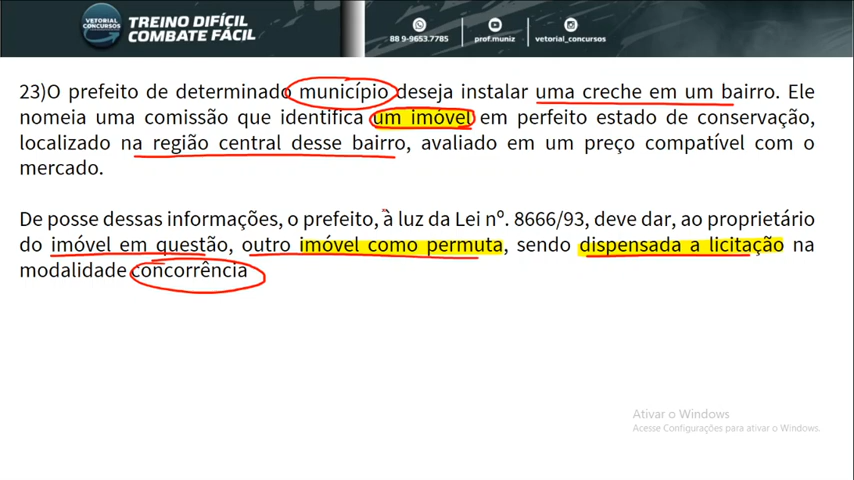 VETORIAL
CONCURSOS
TREINO DIFÍCIL
COMBATE FÁCIL
88 9-9653.7785
prof.muniz
vetorial_concursos
23)O prefeito de determinado município deseja instalar uma creche em um bairro. Ele
nomeia uma comissão que identifica um imóvel em perfeito estado de conservação,
localizado na região central desse bairro, avaliado em um preço compatível com o
mercado.
De posse dessas informações, o prefeito, à luz da Lei nº. 8666/93, deve dar, ao proprietário
do imóvel em questão, outro imóvel como permuta, sendo dispensada a licitação na
modalidade concorrência
Ativar o Windows
Acesse Configurações para ativar o Windows.